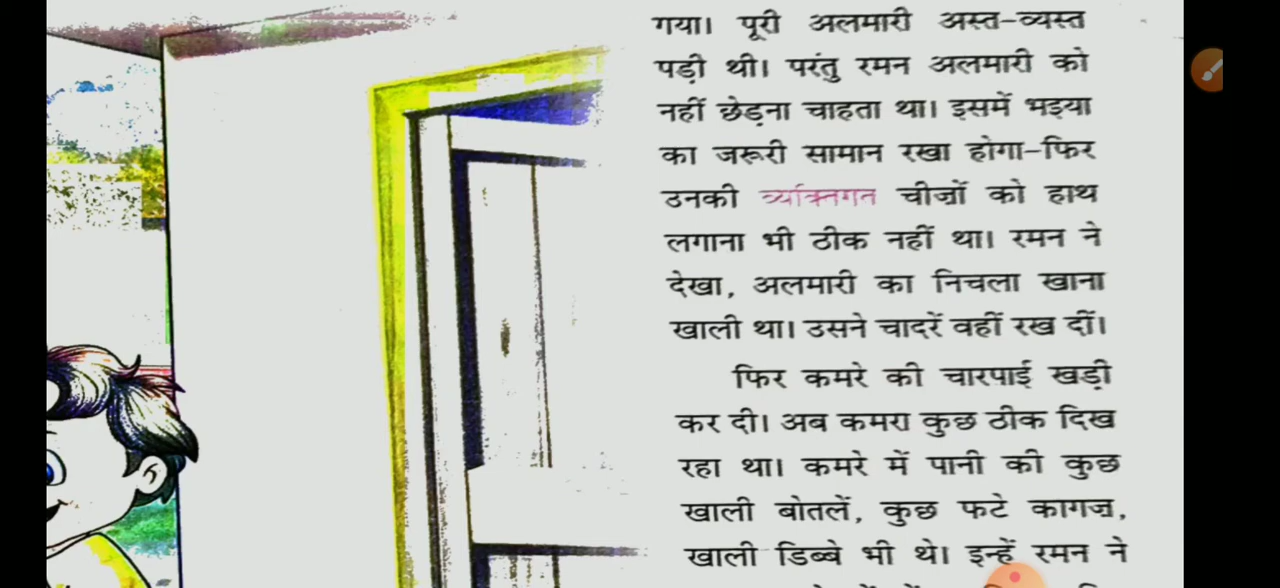 गया। पूरी अलमारी अस्त-व्यस्त
पड़ी थी। परंतु रमन अलमारी को
नहीं छेड़ना चाहता था। इसमें भइया
का जरूरी सामान रखा होगा-फिर
उनकी व्यक्तिगत चीज़ों को हाथ
लगाना भी ठीक नहीं था। रमन ने
देखा, अलमारी का निचला खाना
खाली था। उसने चादरें वहीं रख दीं।
फिर कमरे की चारपाई खड़ी
कर दी। अब कमरा कुछ ठीक दिख
रहा था। कमरे में पानी की कुछ
खाली बोतलें, कुछ फटे कागज़,
खाली डिब्बे भी थे। इन्हें रमन ने